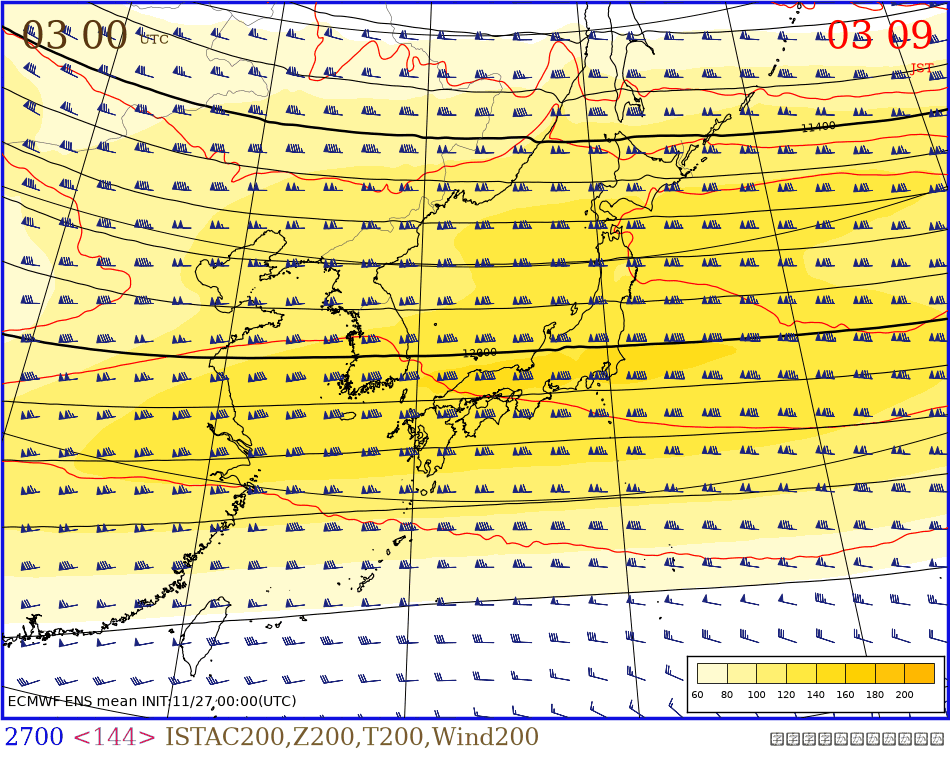 03 00 UTC
03 09 JST
11400
12000
ECMWF ENS mean INIT:11/27 00:00(UTC)
60 80 100 120 140 160 180 200
2700 <144> ISTAC200,Z200,T200,Wind200